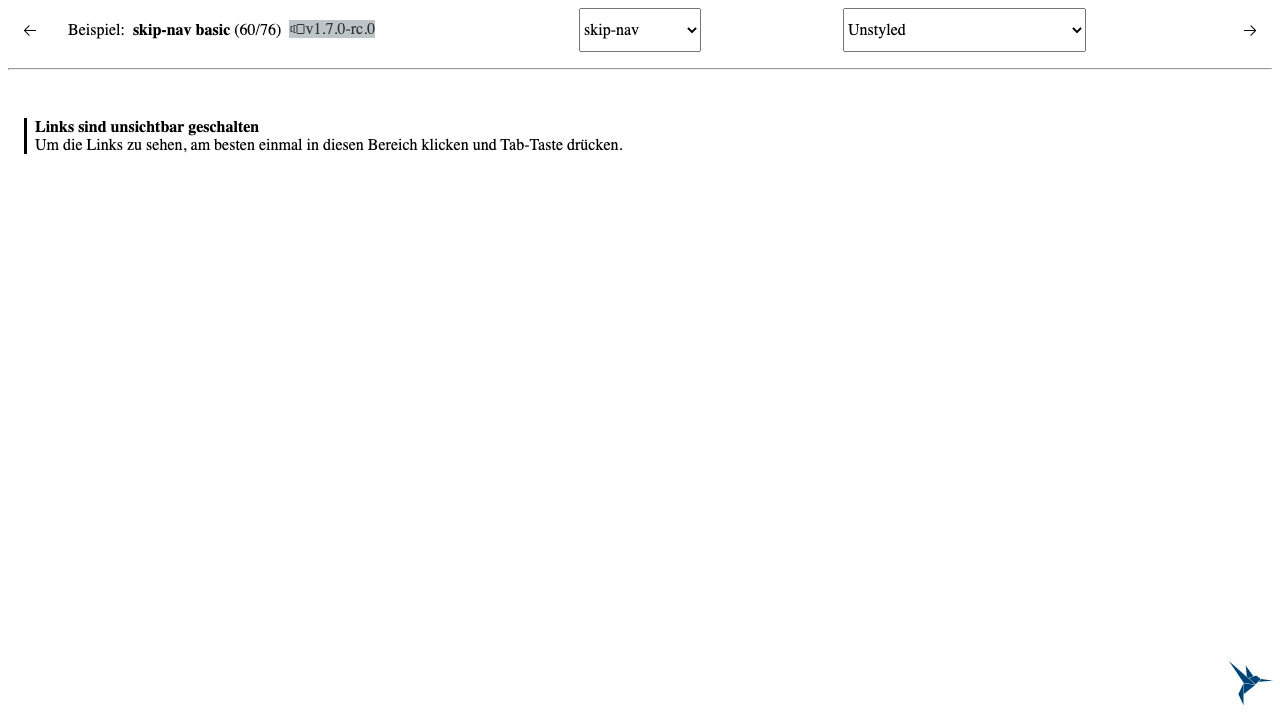 Beispiel: skip-nav basic (60/76) v1.7.0-rc.0 skip-nav Unstyled
Links sind unsichtbar geschalten
Um die Links zu sehen, am besten einmal in diesen Bereich klicken und Tab-Taste drücken.